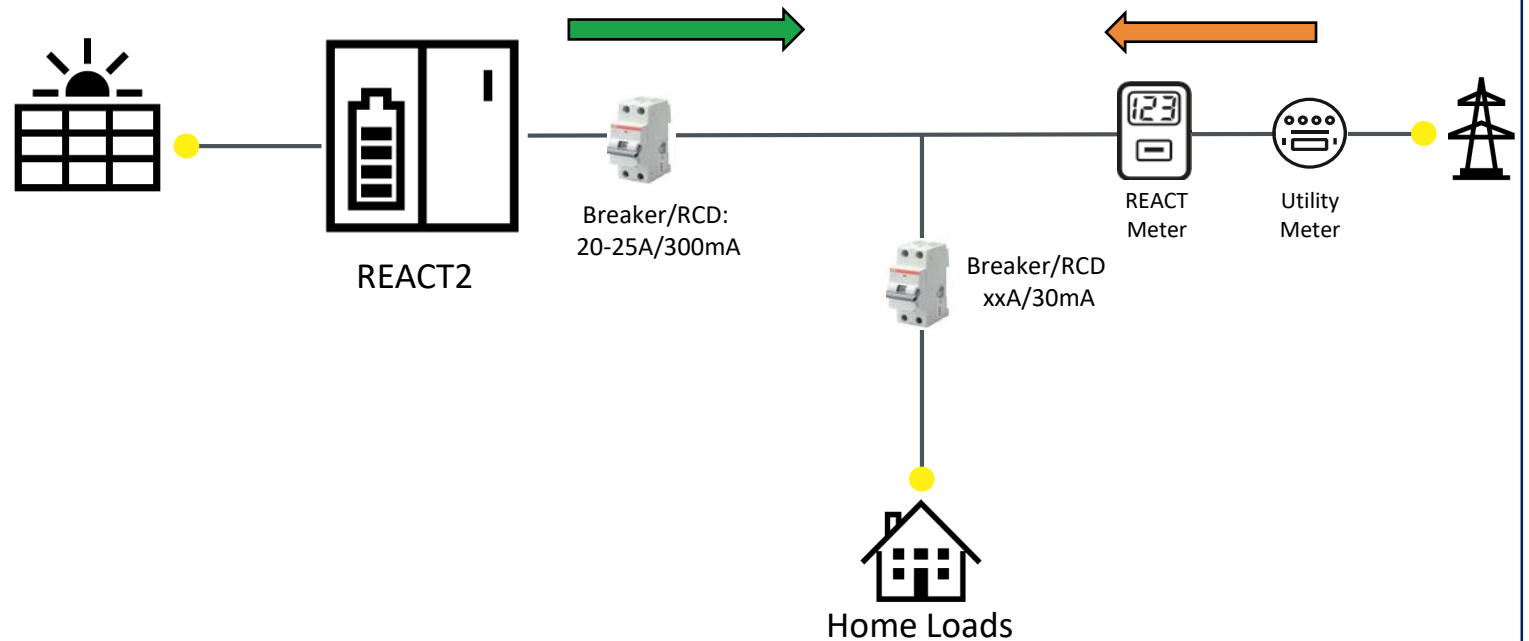 123
REACT2
Breaker/RCD:
20-25A/300mA
Breaker/RCD
xxA/30mA
REACT
Meter
Utility
Meter
Home Loads